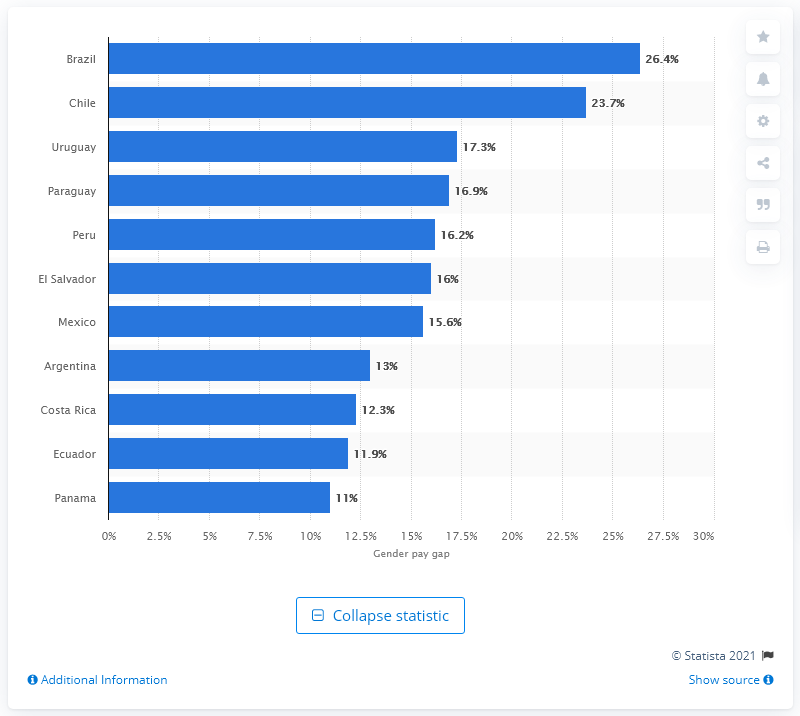 Brazil 26.4%
Chile 23.7%
Uruguay 17.3%
Paraguay 16.9%
Peru 16.2%
El Salvador 16%
Mexico 15.6%
Argentina 13%
Costa Rica 12.3%
Ecuador 11.9%
Panama 11%
0% 2.5% 5% 7.5% 10% 12.5% 15% 17.5% 20% 22.5% 25% 27.5% 30%
Gender pay gap
Collapse statistic
© Statista 2021
Additional Information Show source